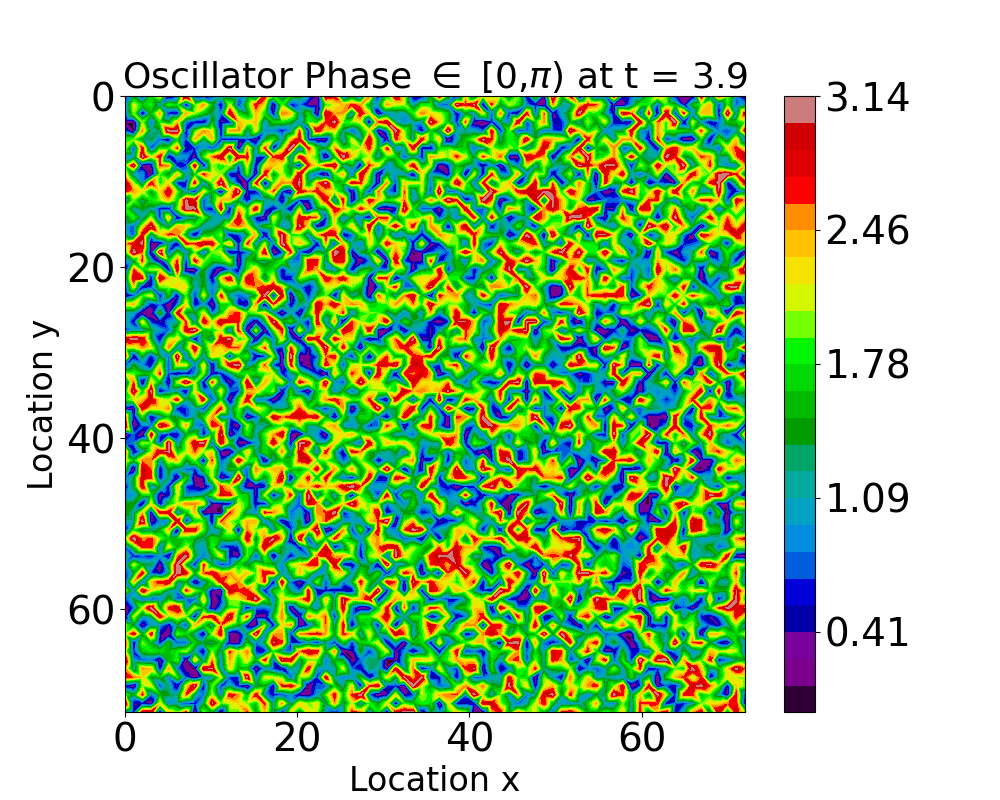 Oscillator Phase ∈ [0,π) at t = 3.9
0
20
40
60
Location y
0 20 40 60
Location x
3.14
2.46
1.78
1.09
0.41